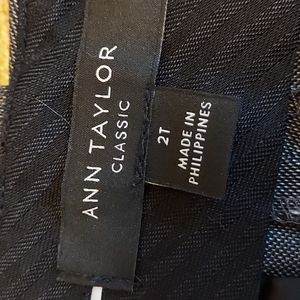 ANN TAYLOR
CLASSIC
2T
MADE IN
PHILIPPINES